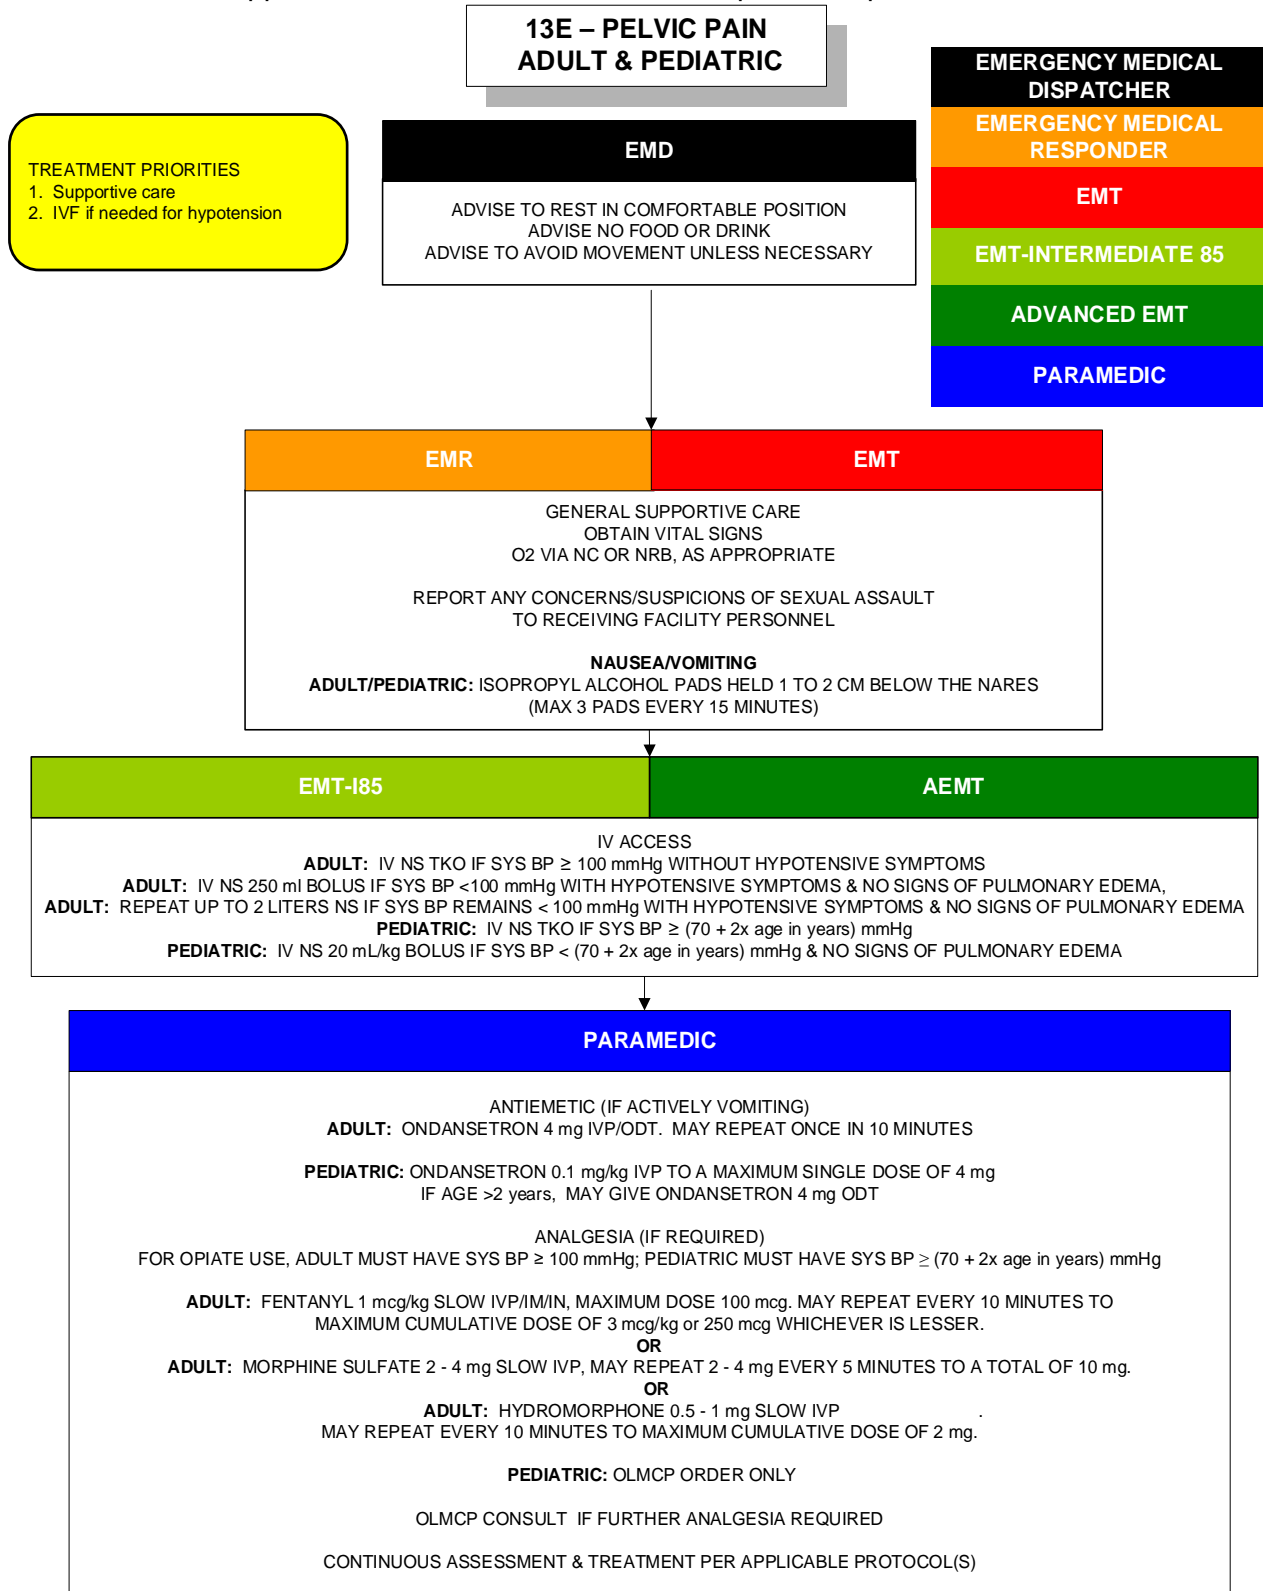 13E – PELVIC PAIN
ADULT & PEDIATRIC
EMERGENCY MEDICAL
DISPATCHER
EMERGENCY MEDICAL
RESPONDER
EMT
EMT-INTERMEDIATE 85
ADVANCED EMT
PARAMEDIC
TREATMENT PRIORITIES
1. Supportive care
2. IVF if needed for hypotension
EMD
ADVISE TO REST IN COMFORTABLE POSITION
ADVISE NO FOOD OR DRINK
ADVISE TO AVOID MOVEMENT UNLESS NECESSARY
EMR
EMT
GENERAL SUPPORTIVE CARE
OBTAIN VITAL SIGNS
O2 VIA NC OR NRB, AS APPROPRIATE
REPORT ANY CONCERNS/SUSPICIONS OF SEXUAL ASSAULT
TO RECEIVING FACILITY PERSONNEL
NAUSEA/VOMITING
ADULT/PEDIATRIC: ISOPROPYL ALCOHOL PADS HELD 1 TO 2 CM BELOW THE NARES
(MAX 3 PADS EVERY 15 MINUTES)
EMT-I85
AEMT
IV ACCESS
ADULT: IV NS TKO IF SYS BP ≥ 100 mmHg WITHOUT HYPOTENSIVE SYMPTOMS
ADULT: IV NS 250 ml BOLUS IF SYS BP <100 mmHg WITH HYPOTENSIVE SYMPTOMS & NO SIGNS OF PULMONARY EDEMA,
ADULT: REPEAT UP TO 2 LITERS NS IF SYS BP REMAINS < 100 mmHg WITH HYPOTENSIVE SYMPTOMS & NO SIGNS OF PULMONARY EDEMA
PEDIATRIC: IV NS TKO IF SYS BP ≥ (70 + 2x age in years) mmHg
PEDIATRIC: IV NS 20 mL/kg BOLUS IF SYS BP < (70 + 2x age in years) mmHg & NO SIGNS OF PULMONARY EDEMA
PARAMEDIC
ANTIEMETIC (IF ACTIVELY VOMITING)
ADULT: ONDANSETRON 4 mg IVP/ODT. MAY REPEAT ONCE IN 10 MINUTES
PEDIATRIC: ONDANSETRON 0.1 mg/kg IVP TO A MAXIMUM SINGLE DOSE OF 4 mg
IF AGE >2 years, MAY GIVE ONDANSETRON 4 mg ODT
ANALGESIA (IF REQUIRED)
FOR OPIATE USE, ADULT MUST HAVE SYS BP ≥ 100 mmHg; PEDIATRIC MUST HAVE SYS BP ≥ (70 + 2x age in years) mmHg
ADULT: FENTANYL 1 mcg/kg SLOW IVP/IM/IN, MAXIMUM DOSE 100 mcg. MAY REPEAT EVERY 10 MINUTES TO
MAXIMUM CUMULATIVE DOSE OF 3 mcg/kg or 250 mcg WHICHEVER IS LESSER.
OR
ADULT: MORPHINE SULFATE 2 - 4 mg SLOW IVP, MAY REPEAT 2 - 4 mg EVERY 5 MINUTES TO A TOTAL OF 10 mg.
OR
ADULT: HYDROMORPHONE 0.5 - 1 mg SLOW IVP .
MAY REPEAT EVERY 10 MINUTES TO MAXIMUM CUMULATIVE DOSE OF 2 mg.
PEDIATRIC: OLMCP ORDER ONLY
OLMCP CONSULT IF FURTHER ANALGESIA REQUIRED
CONTINUOUS ASSESSMENT & TREATMENT PER APPLICABLE PROTOCOL(S)